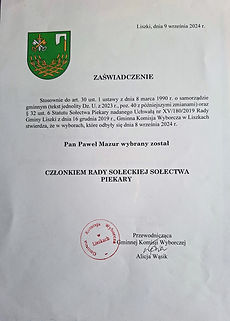 Liszki, dnia 9 września 2024 r.
ZAŚWIADCZENIE
Stosownie do art. 30 ust. 1 ustawy z dnia 8 marca 1990 r. o samorządzie
gminnym (tekst jednolity Dz. U. z 2023 r., poz. 40 z późniejszymi zmianami) oraz
§ 32 ust. 6 Statutu Sołectwa Piekary nadanego Uchwałą nr XV/180/2019 Rady
Gminy Liszki z dnia 16 grudnia 2019 r., Gminna Komisja Wyborcza w Liszkach
stwierdza, że w wyborach, które odbyły się dnia 8 września 2024 r.
Pan Paweł Mazur wybrany został
CZŁONKIEM RADY SOŁECKIEJ SOŁECTWA
PIEKARY
Gminna Komisja Wyborcza
w Liszkach
Przewodnicząca
Gminnej Komisji Wyborczej
Alicja Wąsik